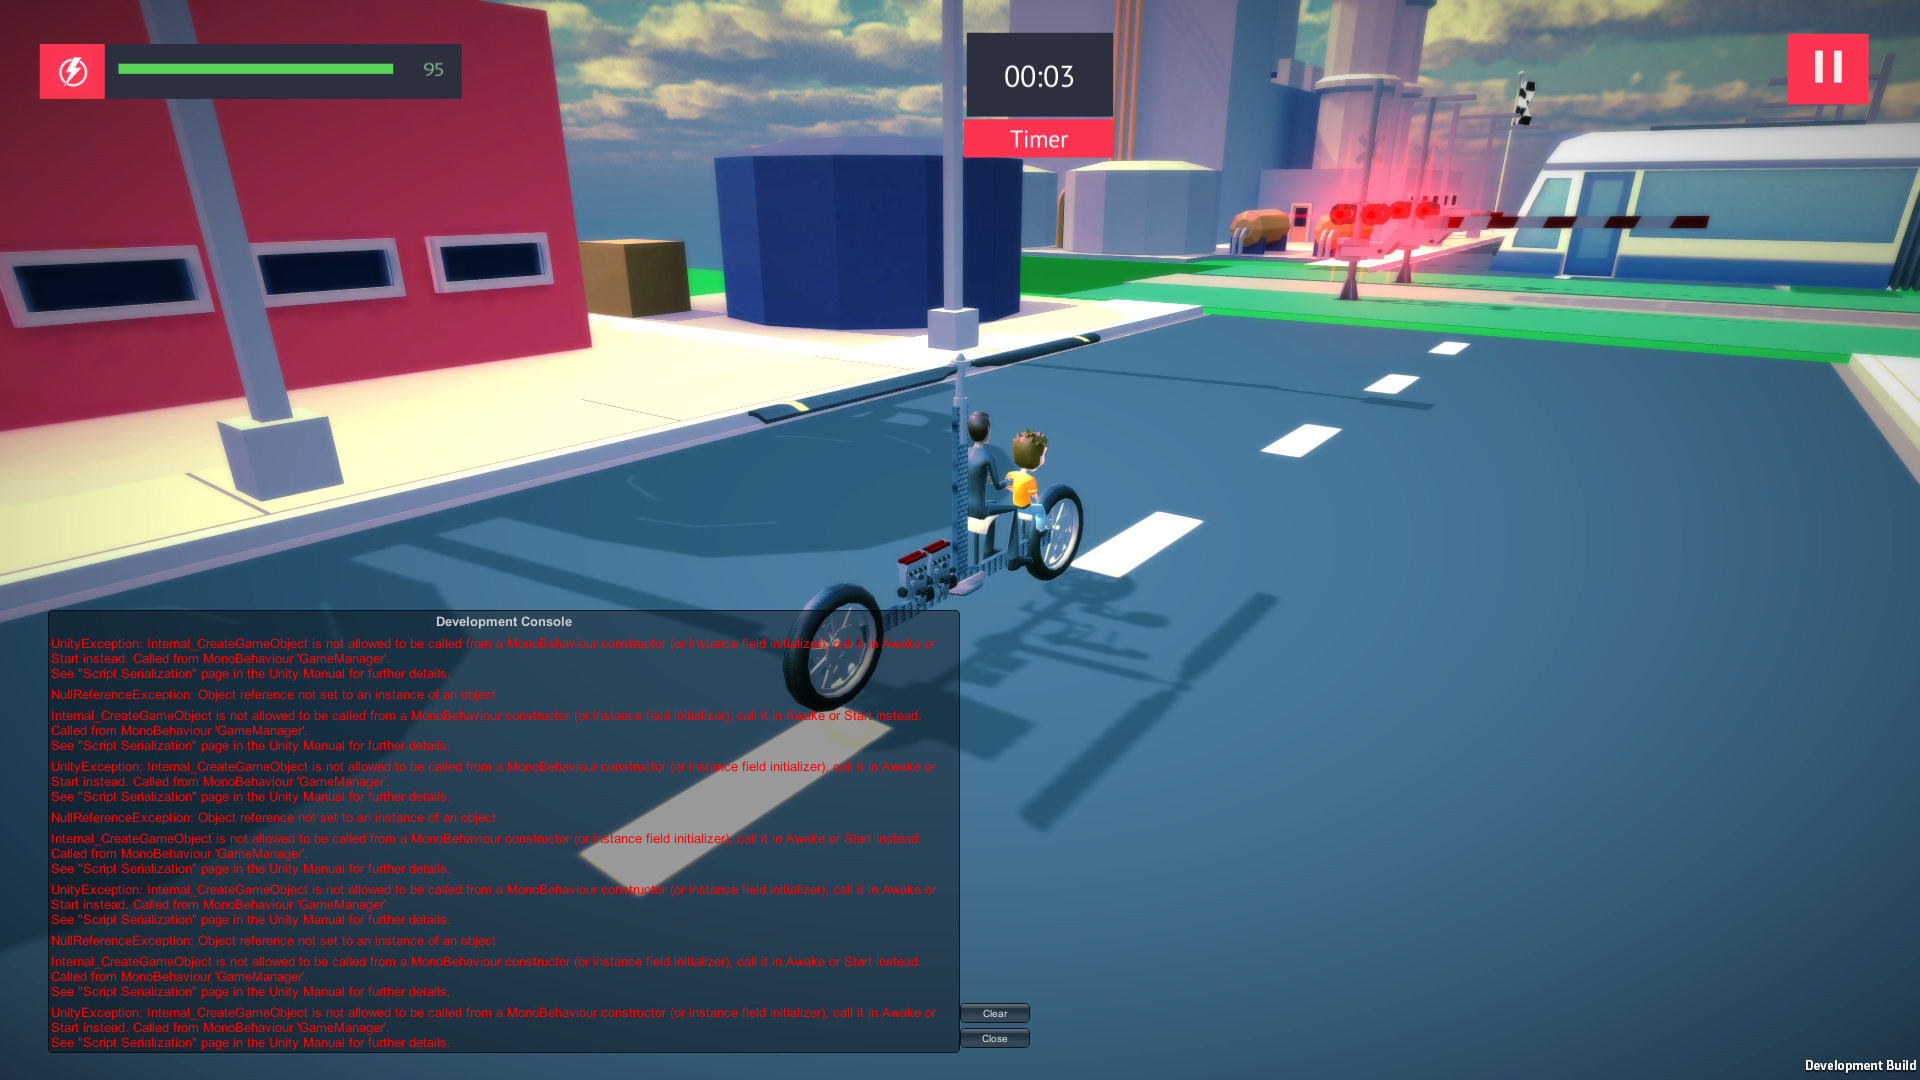 95
00:03
Timer
Development Console
UnityException: Internal_CreateGameObject is not allowed to be called from a MonoBehaviour constructor (or instance field initializer), call it in Awake or
Start instead. Called from MonoBehaviour 'GameManager'.
See "Script Serialization" page in the Unity Manual for further details.
NullReferenceException: Object reference not set to an instance of an object
Internal_CreateGameObject is not allowed to be called from a MonoBehaviour constructor (or instance field initializer), call it in Awake or Start instead.
Called from MonoBehaviour 'GameManager'.
See "Script Serialization" page in the Unity Manual for further details.
UnityException: Internal_CreateGameObject is not allowed to be called from a MonoBehaviour constructor (or instance field initializer), call it in Awake or
Start instead. Called from MonoBehaviour 'GameManager'.
See "Script Serialization" page in the Unity Manual for further details.
NullReferenceException: Object reference not set to an instance of an object
Internal_CreateGameObject is not allowed to be called from a MonoBehaviour constructor (or instance field initializer), call it in Awake or Start instead.
Called from MonoBehaviour 'GameManager'.
See "Script Serialization" page in the Unity Manual for further details.
UnityException: Internal_CreateGameObject is not allowed to be called from a MonoBehaviour constructor (or instance field initializer), call it in Awake or
Start instead. Called from MonoBehaviour 'GameManager'.
See "Script Serialization" page in the Unity Manual for further details.
NullReferenceException: Object reference not set to an instance of an object
Internal_CreateGameObject is not allowed to be called from a MonoBehaviour constructor (or instance field initializer), call it in Awake or Start instead.
Called from MonoBehaviour 'GameManager'.
See "Script Serialization" page in the Unity Manual for further details.
UnityException: Internal_CreateGameObject is not allowed to be called from a MonoBehaviour constructor (or instance field initializer), call it in Awake or
Start instead. Called from MonoBehaviour 'GameManager'.
See "Script Serialization" page in the Unity Manual for further details.
Clear
Close
Development Build